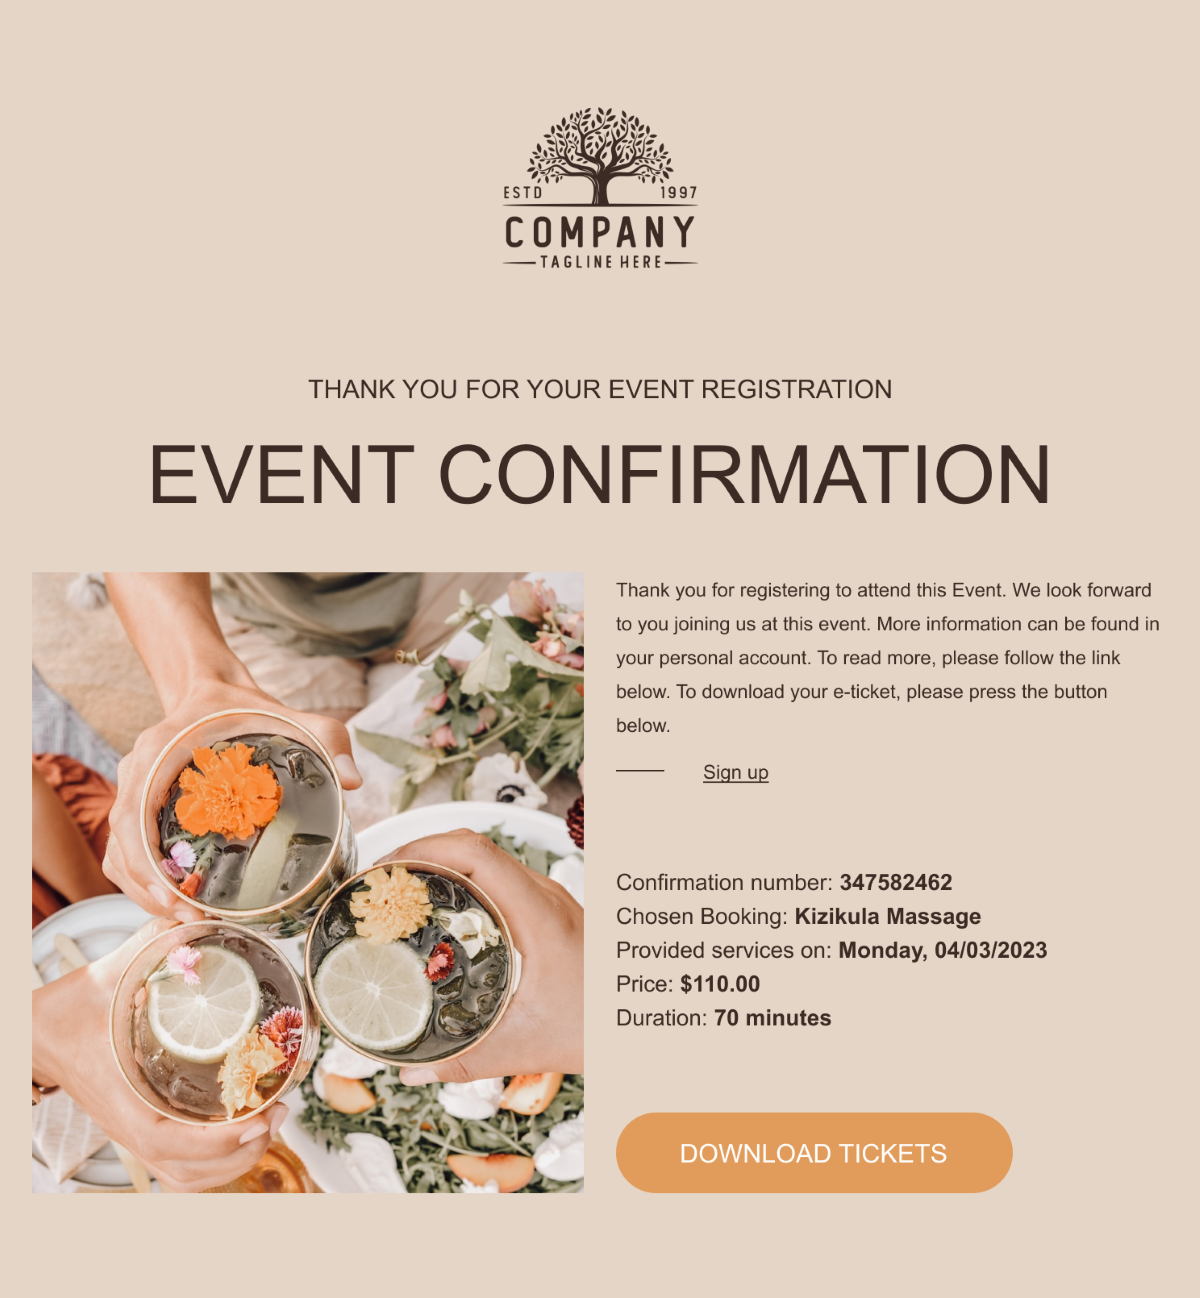 ESTD 1997
COMPANY
TAGLINE HERE
THANK YOU FOR YOUR EVENT REGISTRATION
EVENT CONFIRMATION
Thank you for registering to attend this Event. We look forward
to you joining us at this event. More information can be found in
your personal account. To read more, please follow the link
below. To download your e-ticket, please press the button
below.
Sign up
Confirmation number: 347582462
Chosen Booking: Kizikula Massage
Provided services on: Monday, 04/03/2023
Price: $110.00
Duration: 70 minutes
DOWNLOAD TICKETS